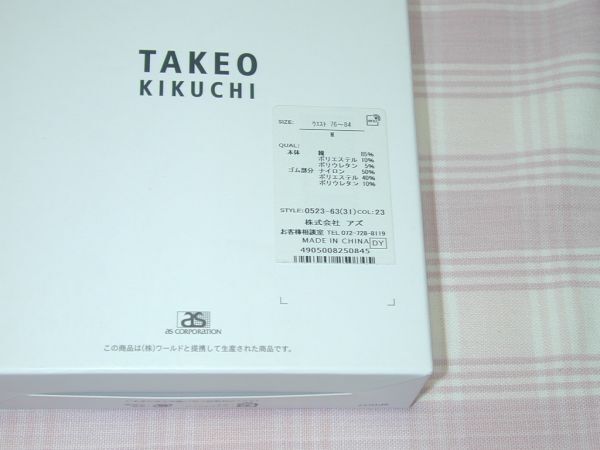 TAKEO
KIKUCHI
SIZE: ウエスト 76～84
M
QUAL:
本体 綿 85%
ポリエステル 10%
ポリウレタン 5%
ゴム部分 ナイロン 50%
ポリエステル 40%
ポリウレタン 10%
STYLE:0523-63(31) COL:23
株式会社 アズ
お客様相談室 TEL 072-728-8119
MADE IN CHINA DY
4905008250845
as
as CORPORATION
この商品は(株)ワールドと提携して生産された商品です。